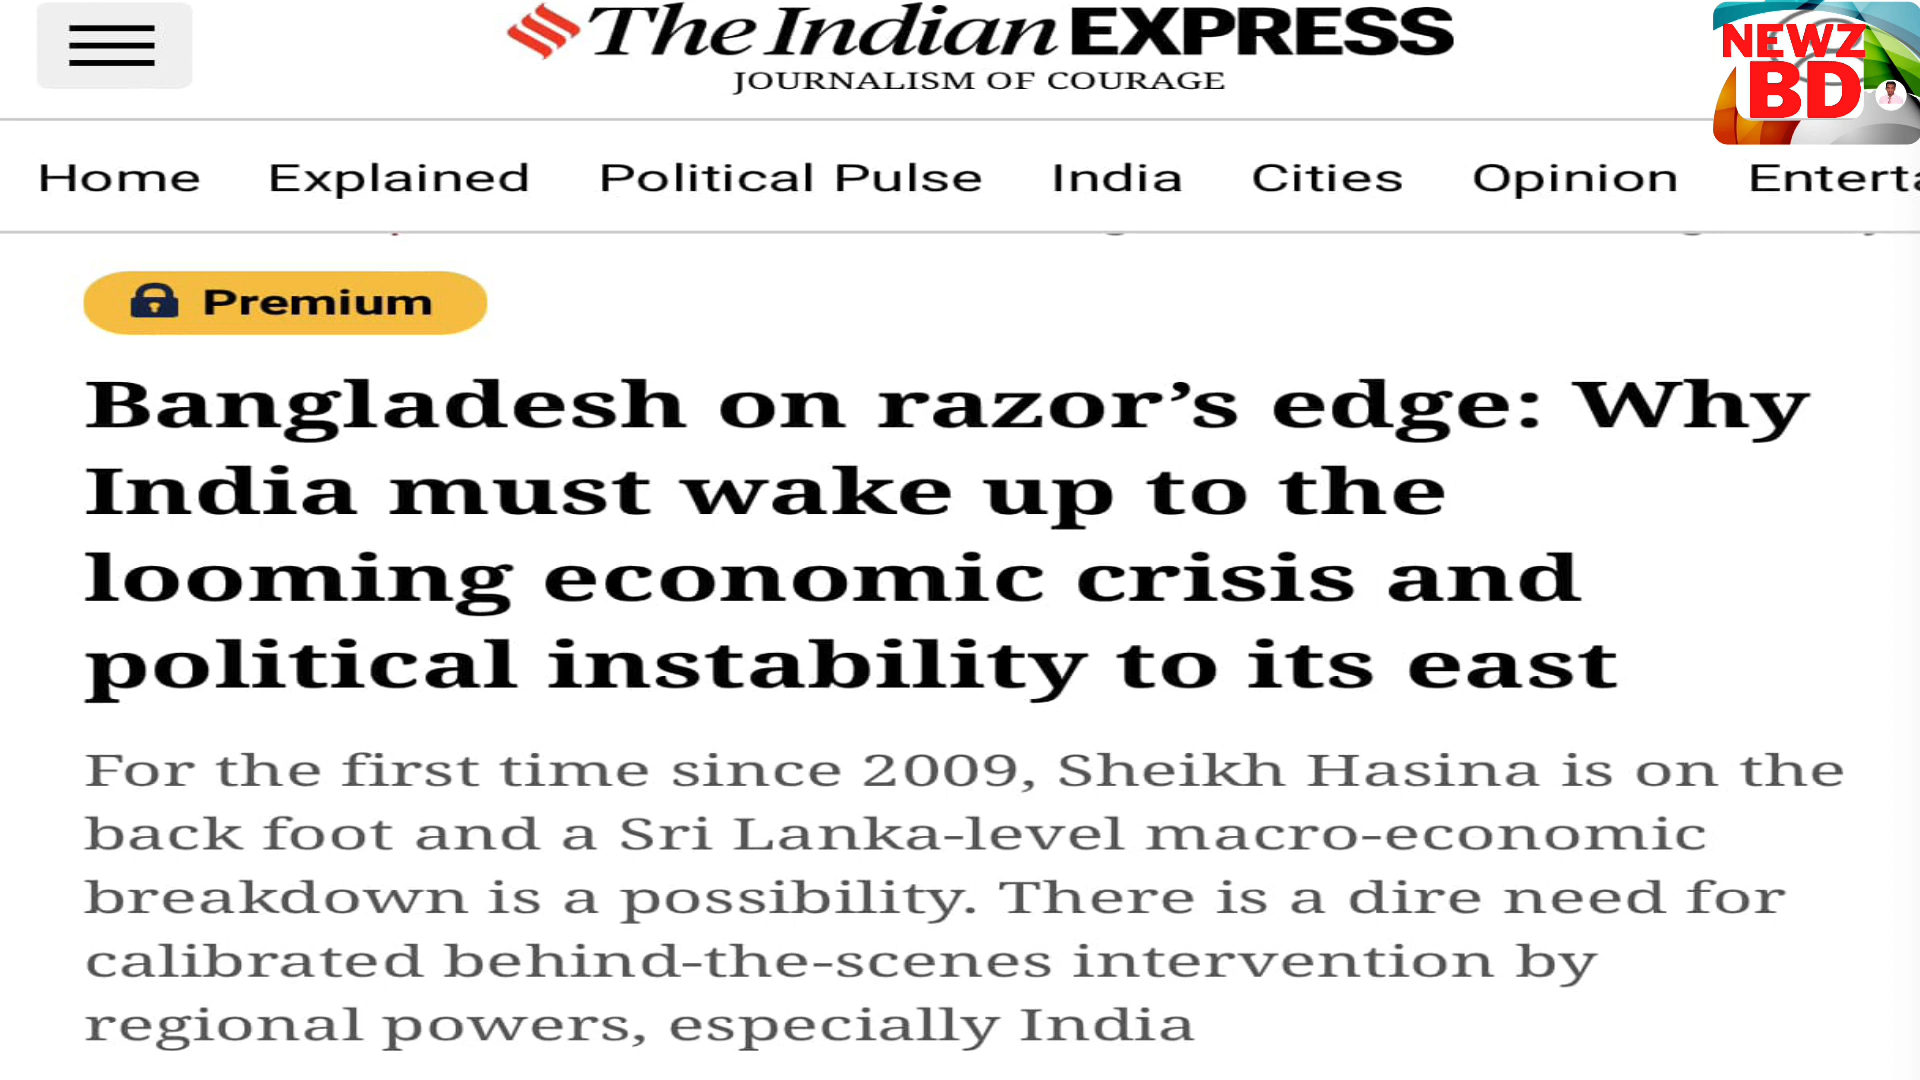 The Indian EXPRESS
JOURNALISM OF COURAGE
NEWZ
BD
Home Explained Political Pulse India Cities Opinion Enterta
Premium
Bangladesh on razor’s edge: Why
India must wake up to the
looming economic crisis and
political instability to its east
For the first time since 2009, Sheikh Hasina is on the
back foot and a Sri Lanka-level macro-economic
breakdown is a possibility. There is a dire need for
calibrated behind-the-scenes intervention by
regional powers, especially India